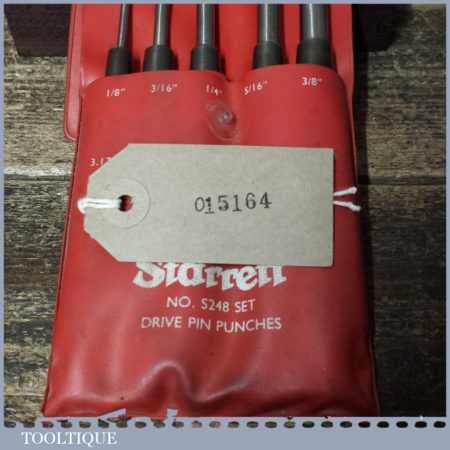 1/8" 3/16" 1/4" 5/16" 3/8"
015164
Starrett
NO. S248 SET
DRIVE PIN PUNCHES
TOOLTIQUE